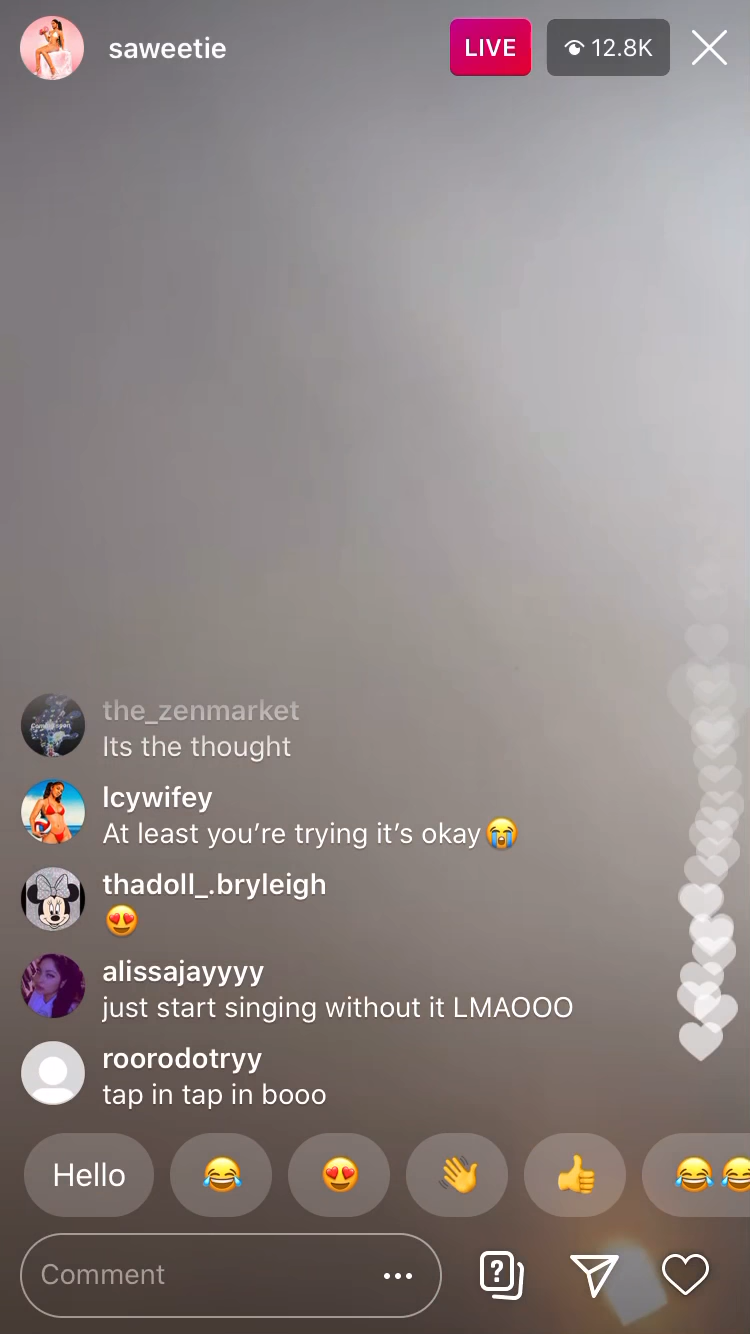 saweetie
LIVE
12.8K
the_zenmarket
Its the thought
Icywifey
At least you’re trying it’s okay😭
thadoll_.bryleigh
😍
alissajayyyy
just start singing without it LMAOOO
roorodotryy
tap in tap in booo
Hello 😂 😍 👋 👍 😂😂
Comment